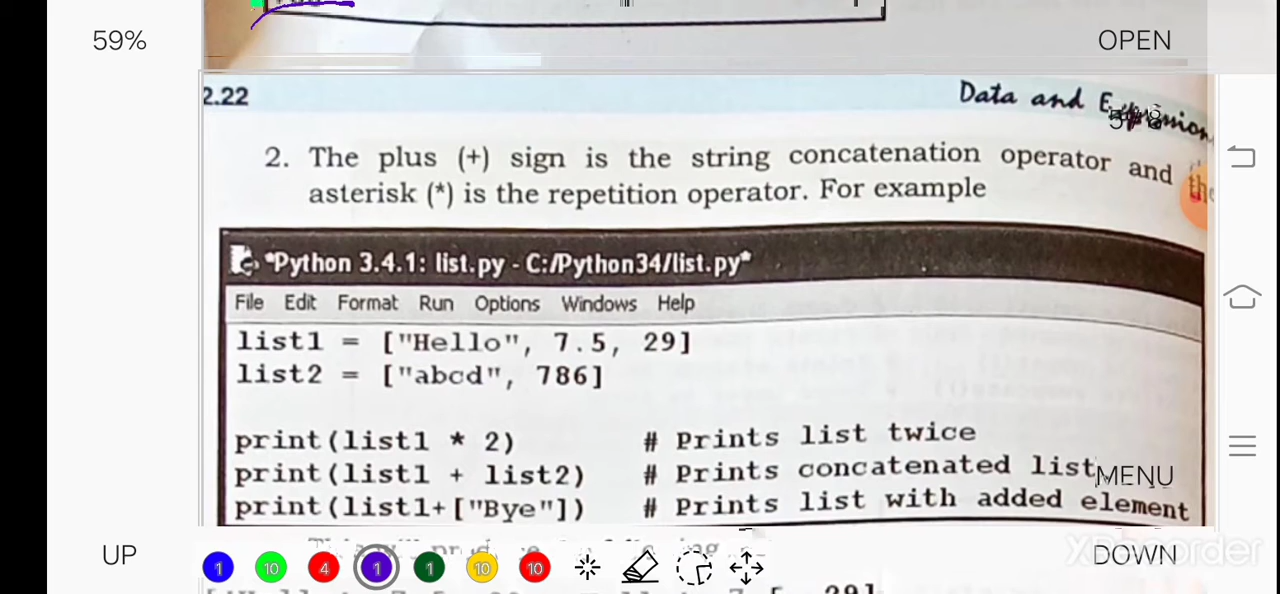 59%
OPEN
2.22
Data and
2. The plus (+) sign is the string concatenation operator and the
asterisk (*) is the repetition operator. For example
*Python 3.4.1: list.py - C:/Python34/list.py*
File Edit Format Run Options Windows Help
list1 = ["Hello", 7.5, 29]
list2 = ["abcd", 786]
print(list1 * 2) # Prints list twice
print(list1 + list2) # Prints concatenated list
MENU
print(list1+["Bye"]) # Prints list with added element
UP
1 10 4 1 1 10 10
DOWN
29]